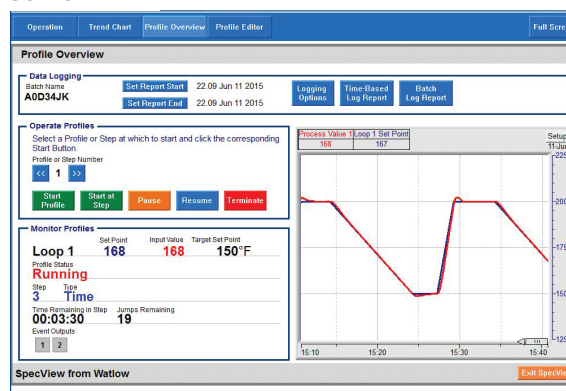 Operation Trend Chart Profile Overview Profile Editor Full Scre
Profile Overview
Data Logging
Batch Name
A0D34JK
Set Report Start 22.09 Jun 11 2015
Set Report End 22.09 Jun 11 2015
Logging Options
Time-Based Log Report
Batch Log Report
Operate Profiles
Select a Profile or Step at which to start and click the corresponding
Start Button.
Profile or Step Number
<< 1 >>
Start Profile
Start at Step
Pause
Resume
Terminate
Monitor Profiles
Set Point Input Value Target Set Point
Loop 1 168 168 150°F
Profile Status
Running
Step Type
3 Time
Time Remaining in Step Jumps Remaining
00:03:30 19
Event Outputs
1 2
Process Value 1 Loop 1 Set Point
168 167
Setup
11-Jun
225
200
175
150
125
15:10 15:20 15:30 15:40
SpecView from Watlow
Exit SpecVie